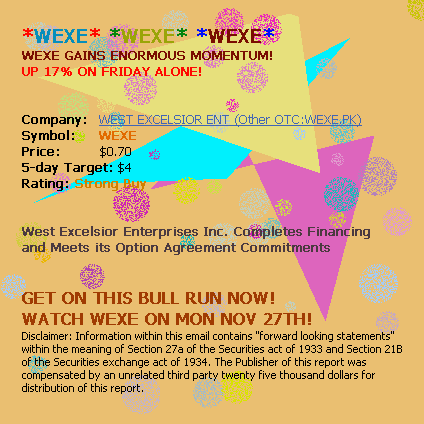 *WEXE* *WEXE* *WEXE*
WEXE GAINS ENORMOUS MOMENTUM!
UP 17% ON FRIDAY ALONE!
Company: WEST EXCELSIOR ENT (Other OTC:WEXE.PK)
Symbol: WEXE
Price: $0.70
5-day Target: $4
Rating: Strong Buy
West Excelsior Enterprises Inc. Completes Financing
and Meets its Option Agreement Commitments
GET ON THIS BULL RUN NOW!
WATCH WEXE ON MON NOV 27TH!
Disclaimer: Information within this email contains "forward looking statements"
within the meaning of Section 27a of the Securities act of 1933 and Section 21B
of the Securities exchange act of 1934. The Publisher of this report was
compensated by an unrelated third party twenty five thousand dollars for
distribution of this report.